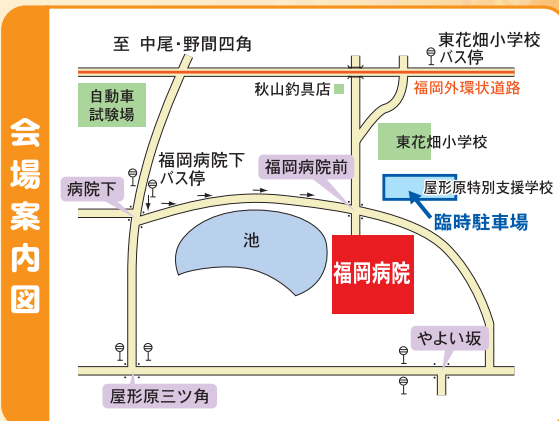 会場案内図
至 中尾・野間四角
東花畑小学校
バス停
福岡外環状道路
秋山釣具店
自動車
試験場
東花畑小学校
福岡病院下
バス停
福岡病院前
病院下
屋形原特別支援学校
臨時駐車場
池
福岡病院
やよい坂
屋形原三ツ角